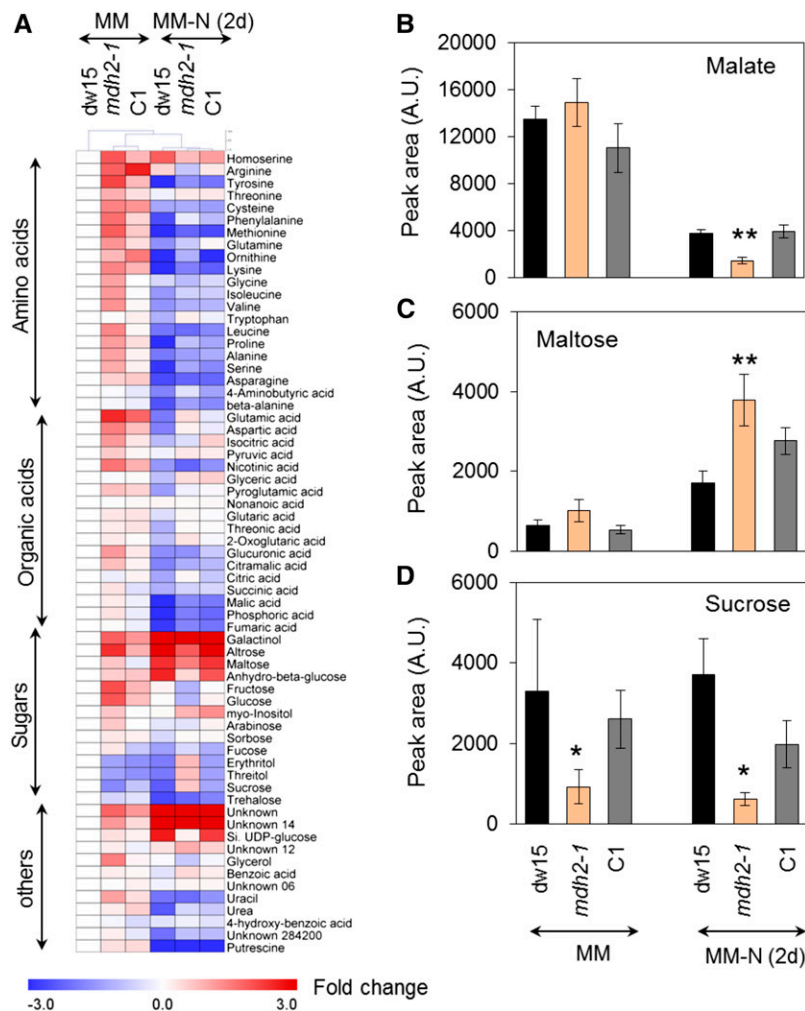 A
MM MM-N (2d)
dw15 mdh2-1 C1 dw15 mdh2-1 C1
Amino acids
Homoserine
Arginine
Tyrosine
Threonine
Cysteine
Phenylalanine
Methionine
Glutamine
Ornithine
Lysine
Glycine
Isoleucine
Valine
Tryptophan
Leucine
Proline
Alanine
Serine
Asparagine
4-Aminobutyric acid
beta-alanine
Organic acids
Glutamic acid
Aspartic acid
Isocitric acid
Pyruvic acid
Nicotinic acid
Glyceric acid
Pyroglutamic acid
Nonanoic acid
Glutaric acid
Threonic acid
2-Oxoglutaric acid
Glucuronic acid
Citramalic acid
Citric acid
Succinic acid
Malic acid
Phosphoric acid
Fumaric acid
Sugars
Galactinol
Altrose
Maltose
Anhydro-beta-glucose
Fructose
Glucose
myo-Inositol
Arabinose
Sorbose
Fucose
Erythritol
Threitol
Sucrose
Trehalose
others
Unknown
Unknown 14
Si. UDP-glucose
Unknown 12
Glycerol
Benzoic acid
Unknown 06
Uracil
Urea
4-hydroxy-benzoic acid
Unknown 284200
Putrescine
-3.0 0.0 3.0 Fold change
B
Malate
Peak area (A.U.)
20000
16000
12000
8000
4000
0
**
C
Maltose
Peak area (A.U.)
6000
4000
2000
0
**
D
Sucrose
Peak area (A.U.)
6000
4000
2000
0
* *
dw15 mdh2-1 C1 dw15 mdh2-1 C1
MM MM-N (2d)